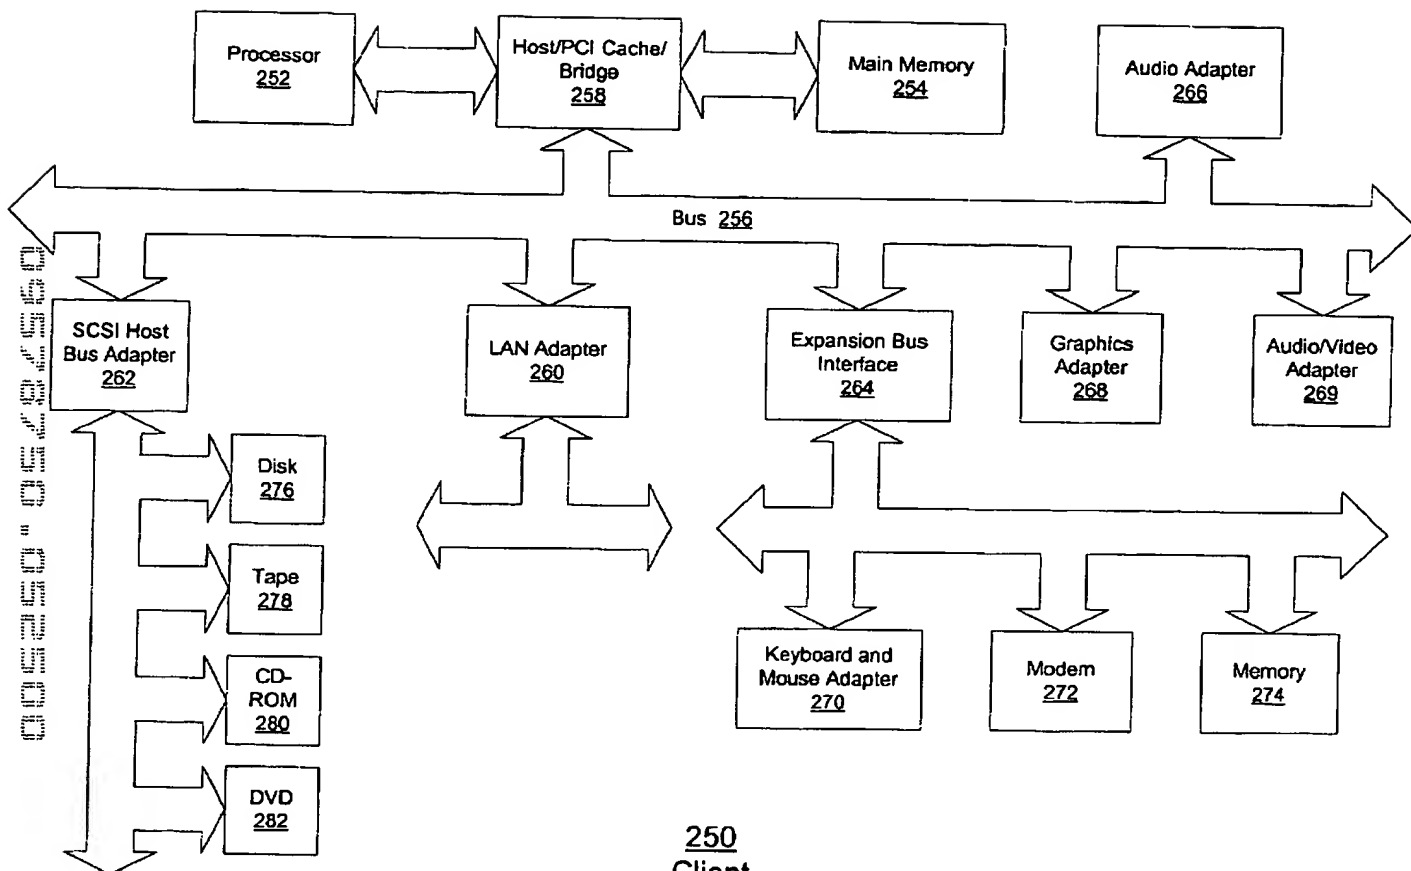 Processor
252
Host/PCI Cache/
Bridge
258
Main Memory
254
Audio Adapter
266
Bus 256
SCSI Host
Bus Adapter
262
LAN Adapter
260
Expansion Bus
Interface
264
Graphics
Adapter
268
Audio/Video
Adapter
269
Disk
276
Tape
278
CD-
ROM
280
DVD
282
Keyboard and
Mouse Adapter
270
Modem
272
Memory
274
250
Client